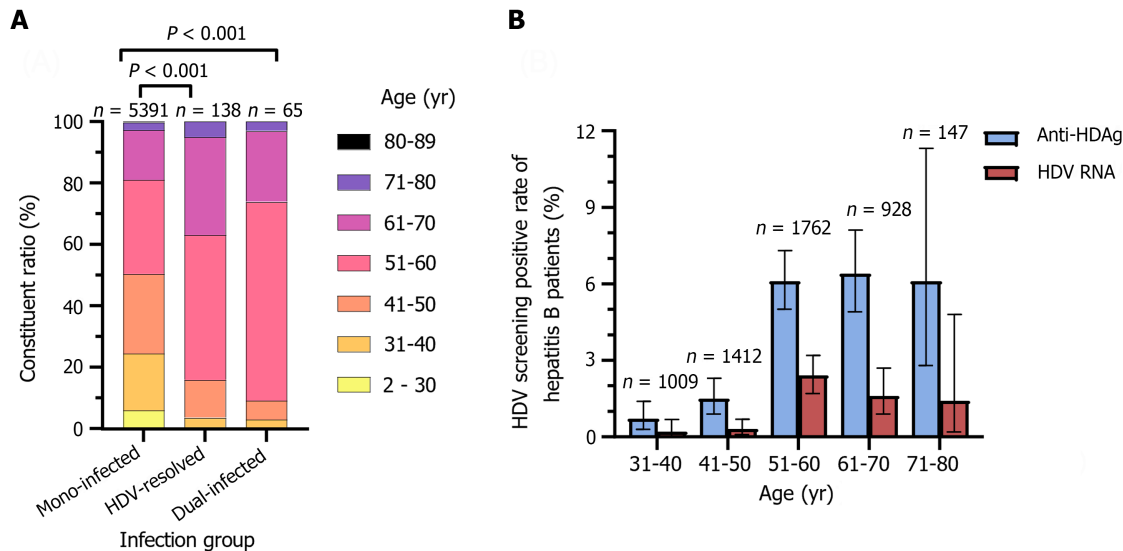 A
P < 0.001
P < 0.001
n = 5391 n = 138 n = 65
Constituent ratio (%)
100
80
60
40
20
0
Mono-infected
HDV-resolved
Dual-infected
Infection group
Age (yr)
80-89
71-80
61-70
51-60
41-50
31-40
2 - 30
(A)
B
(B)
HDV screening positive rate of
hepatitis B patients (%)
12
9
6
3
0
n = 1009
n = 1412
n = 1762
n = 928
n = 147
31-40 41-50 51-60 61-70 71-80
Age (yr)
Anti-HDAg
HDV RNA